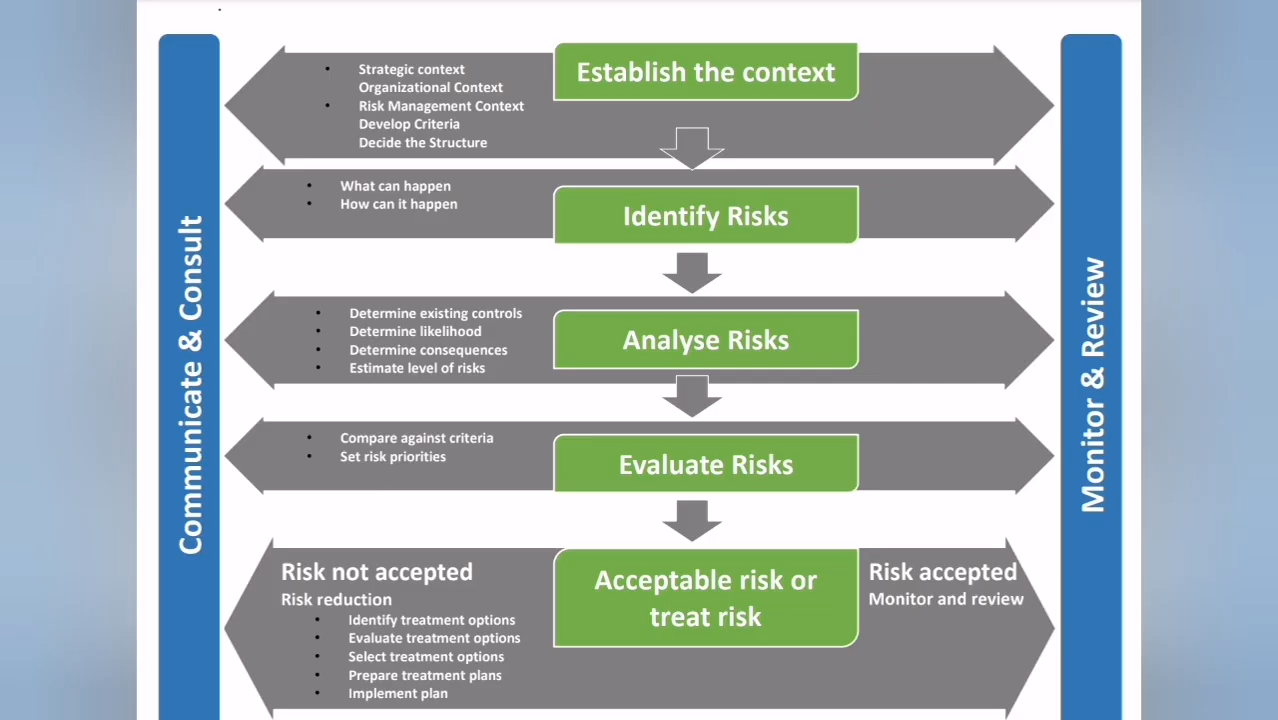 Communicate & Consult
Establish the context
• Strategic context
Organizational Context
• Risk Management Context
Develop Criteria
Decide the Structure
Identify Risks
• What can happen
• How can it happen
Analyse Risks
• Determine existing controls
• Determine likelihood
• Determine consequences
• Estimate level of risks
Evaluate Risks
• Compare against criteria
• Set risk priorities
Acceptable risk or
treat risk
Risk not accepted
Risk reduction
• Identify treatment options
• Evaluate treatment options
• Select treatment options
• Prepare treatment plans
• Implement plan
Risk accepted
Monitor and review
Monitor & Review